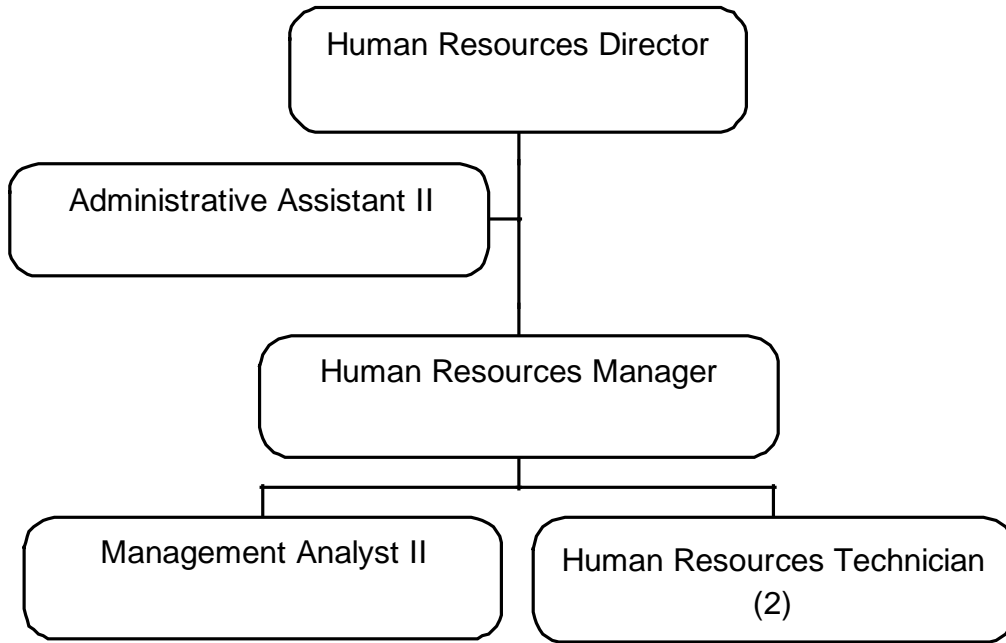 Human Resources Director
Administrative Assistant II
Human Resources Manager
Management Analyst II
Human Resources Technician
(2)